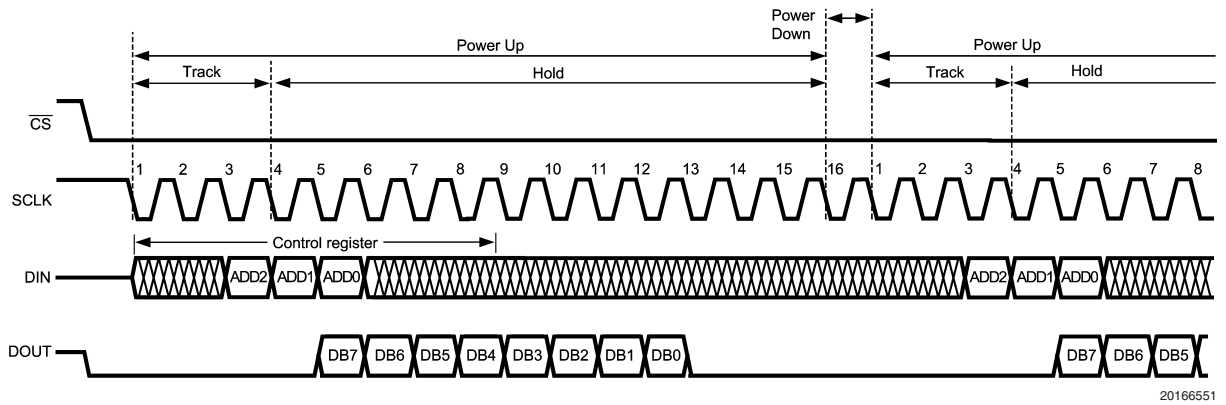 Power Down
Power Up
Power Up
Track
Hold
Track
Hold
CS
1 2 3 4 5 6 7 8 9 10 11 12 13 14 15 16 1 2 3 4 5 6 7 8
SCLK
Control register
DIN ADD2 ADD1 ADD0 ADD2 ADD1 ADD0
DOUT DB7 DB6 DB5 DB4 DB3 DB2 DB1 DB0 DB7 DB6 DB5
20166551